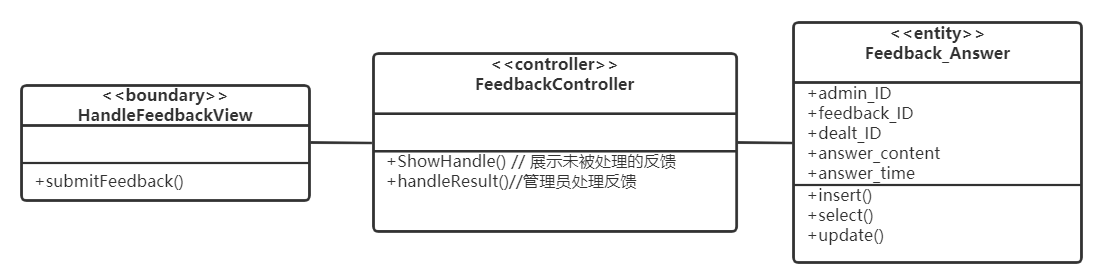 <<boundary>>
HandleFeedbackView
+submitFeedback()
<<controller>>
FeedbackController
+ShowHandle() // 展示未被处理的反馈
+handleResult()//管理员处理反馈
<<entity>>
Feedback_Answer
+admin_ID
+feedback_ID
+dealt_ID
+answer_content
+answer_time
+insert()
+select()
+update()